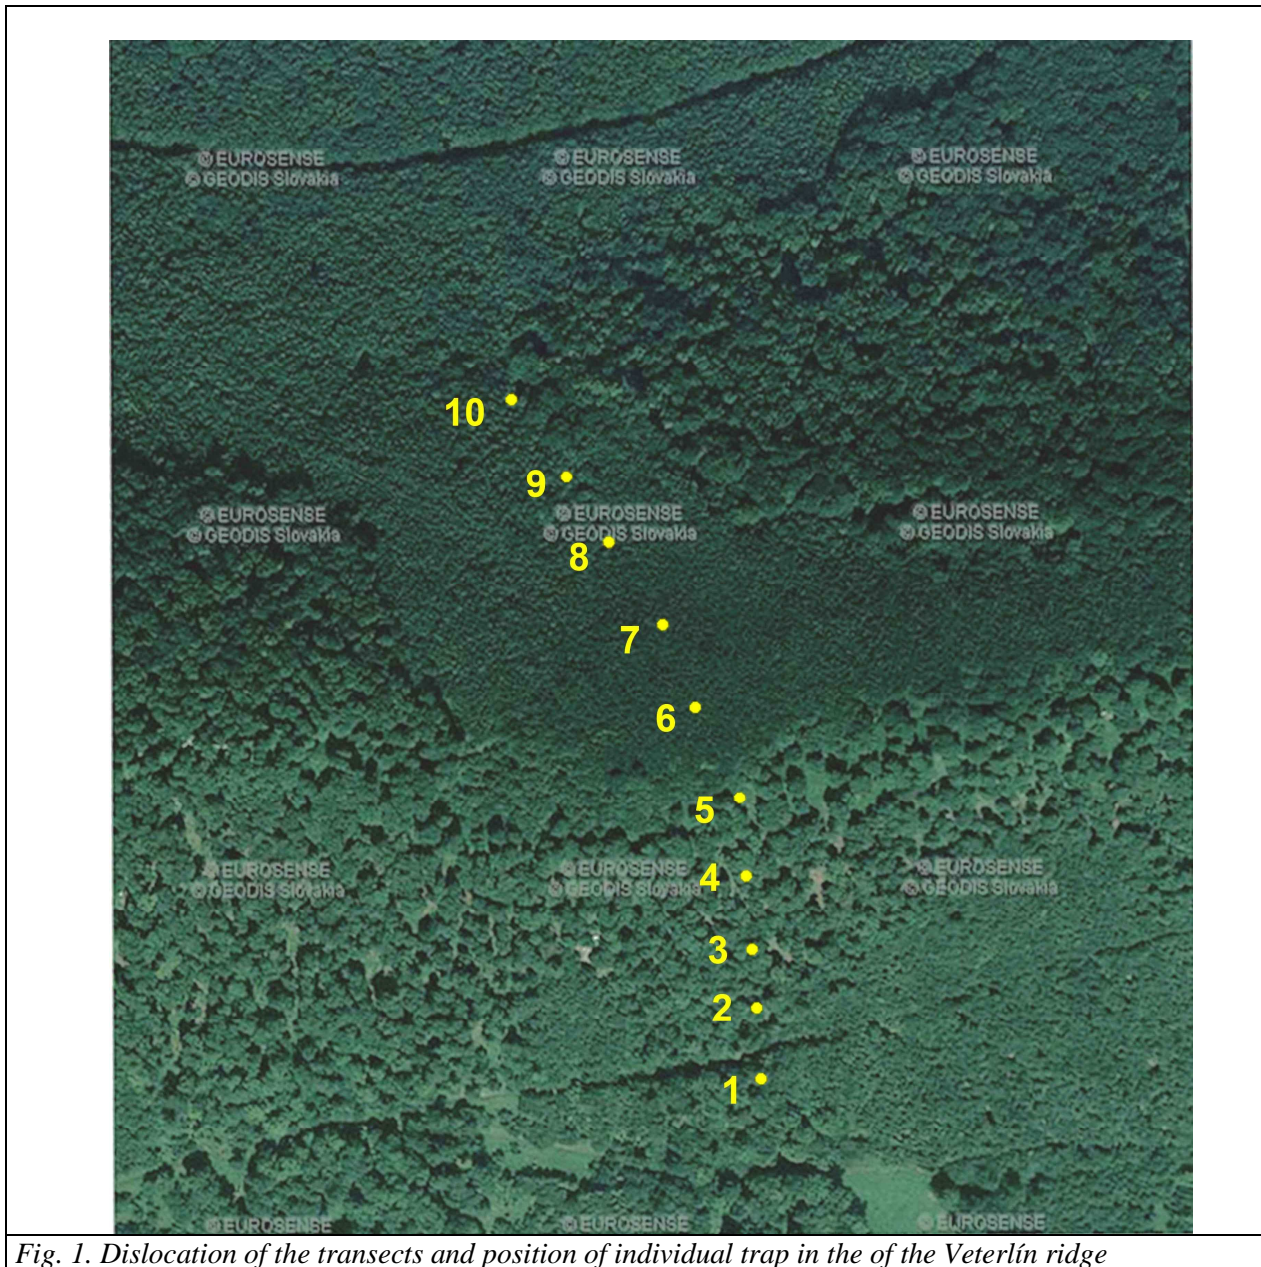 © EUROSENSE © EUROSENSE © EUROSENSE
© GEODIS Slovakia © GEODIS Slovakia © GEODIS Slovakia
10
9
© EUROSENSE © EUROSENSE © EUROSENSE
© GEODIS Slovakia © GEODIS Slovakia © GEODIS Slovakia
8
7
6
5
© EUROSENSE © EUROSENSE © EUROSENSE
© GEODIS Slovakia © GEODIS Slovakia © GEODIS Slovakia
4
3
2
1
© EUROSENSE © EUROSENSE © EUROSENSE
Fig. 1. Dislocation of the transects and position of individual trap in the of the Veterlín ridge